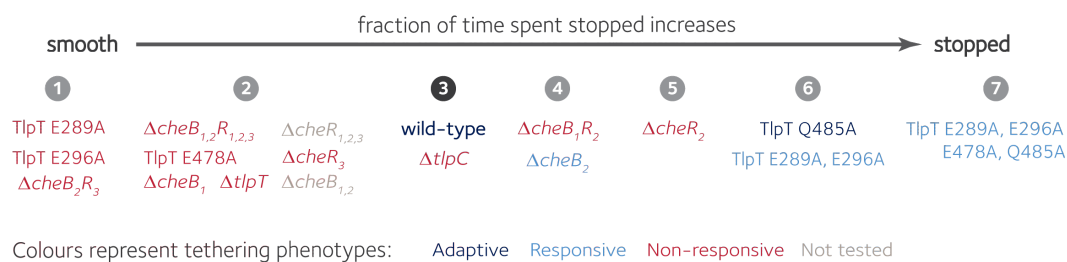 fraction of time spent stopped increases
smooth stopped
1 2 3 4 5 6 7
TlpT E289A ΔcheB1,2R1,2,3 ΔcheR1,2,3 wild-type ΔcheB1R2 ΔcheR2 TlpT Q485A TlpT E289A, E296A
TlpT E296A TlpT E478A ΔcheR3 ΔtlpC ΔcheB2 TlpT E289A, E296A E478A, Q485A
ΔcheB2R3 ΔcheB1 ΔtlpT ΔcheB1,2
Colours represent tethering phenotypes: Adaptive Responsive Non-responsive Not tested